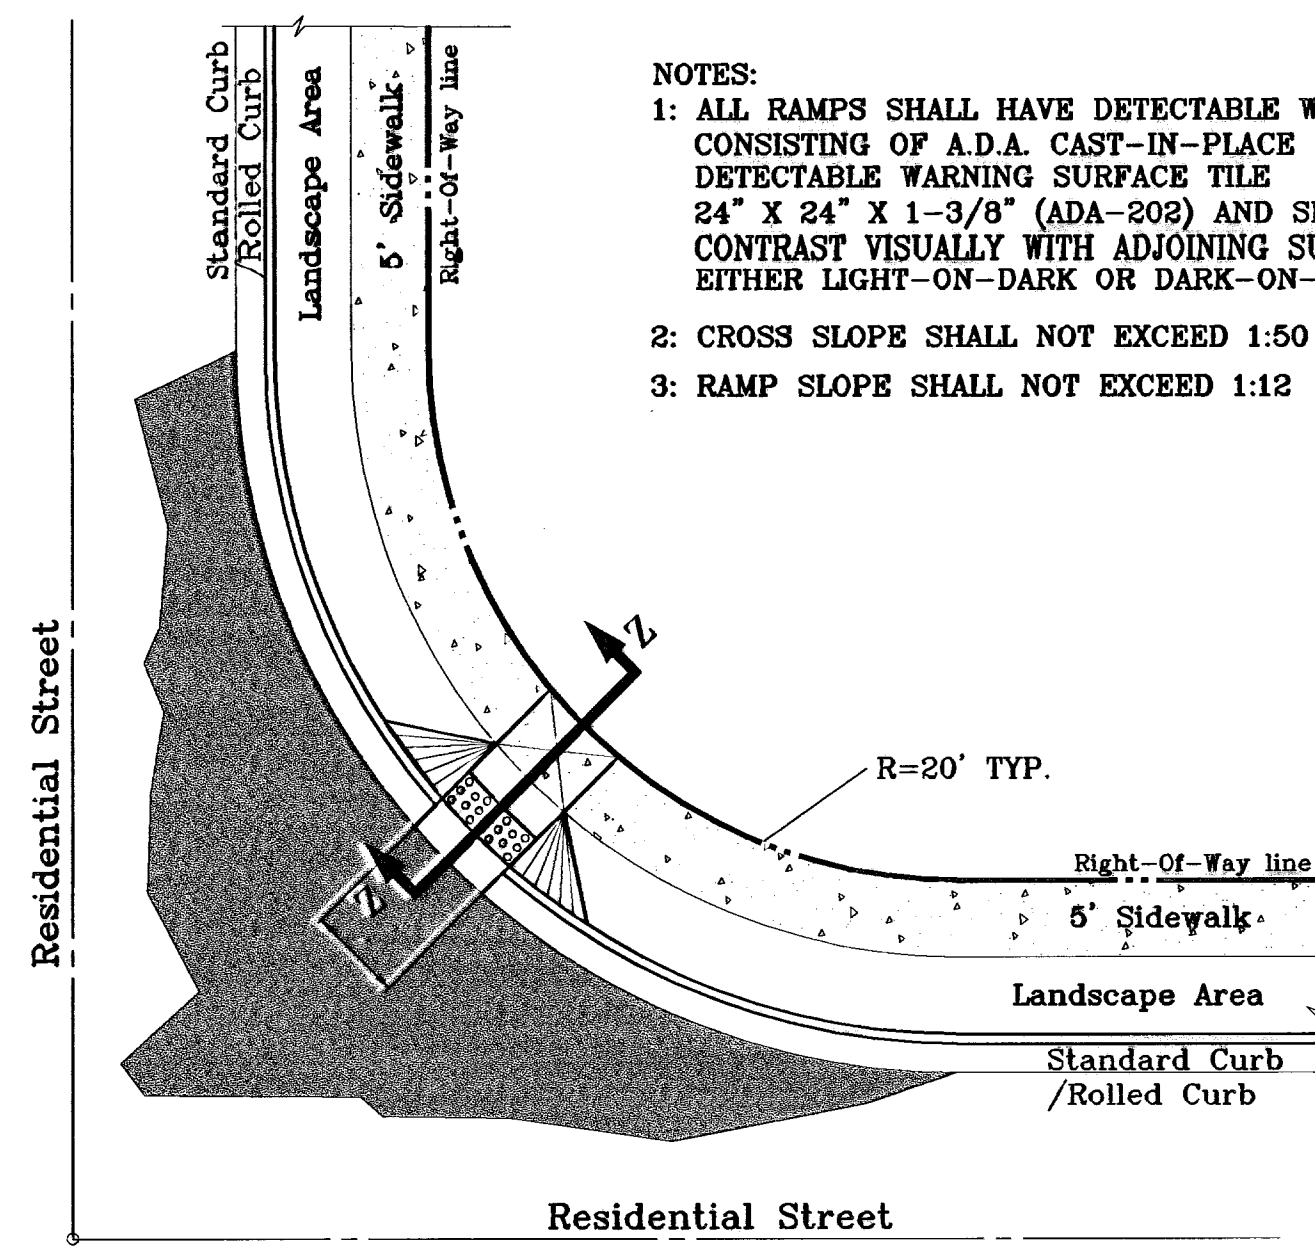 Standard Curb
/Rolled Curb
Landscape Area
5' Sidewalk
Right-Of-Way line
NOTES:
1: ALL RAMPS SHALL HAVE DETECTABLE
CONSISTING OF A.D.A. CAST-IN-PLACE
DETECTABLE WARNING SURFACE TILE
24" X 24" X 1-3/8" (ADA-202) AND
CONTRAST VISUALLY WITH ADJOINING
EITHER LIGHT-ON-DARK OR DARK-ON-
2: CROSS SLOPE SHALL NOT EXCEED 1:50
3: RAMP SLOPE SHALL NOT EXCEED 1:12
Z
Z
R=20' TYP.
Residential Street
Right-Of-Way line
5' Sidewalk
Landscape Area
Standard Curb
/Rolled Curb
Residential Street